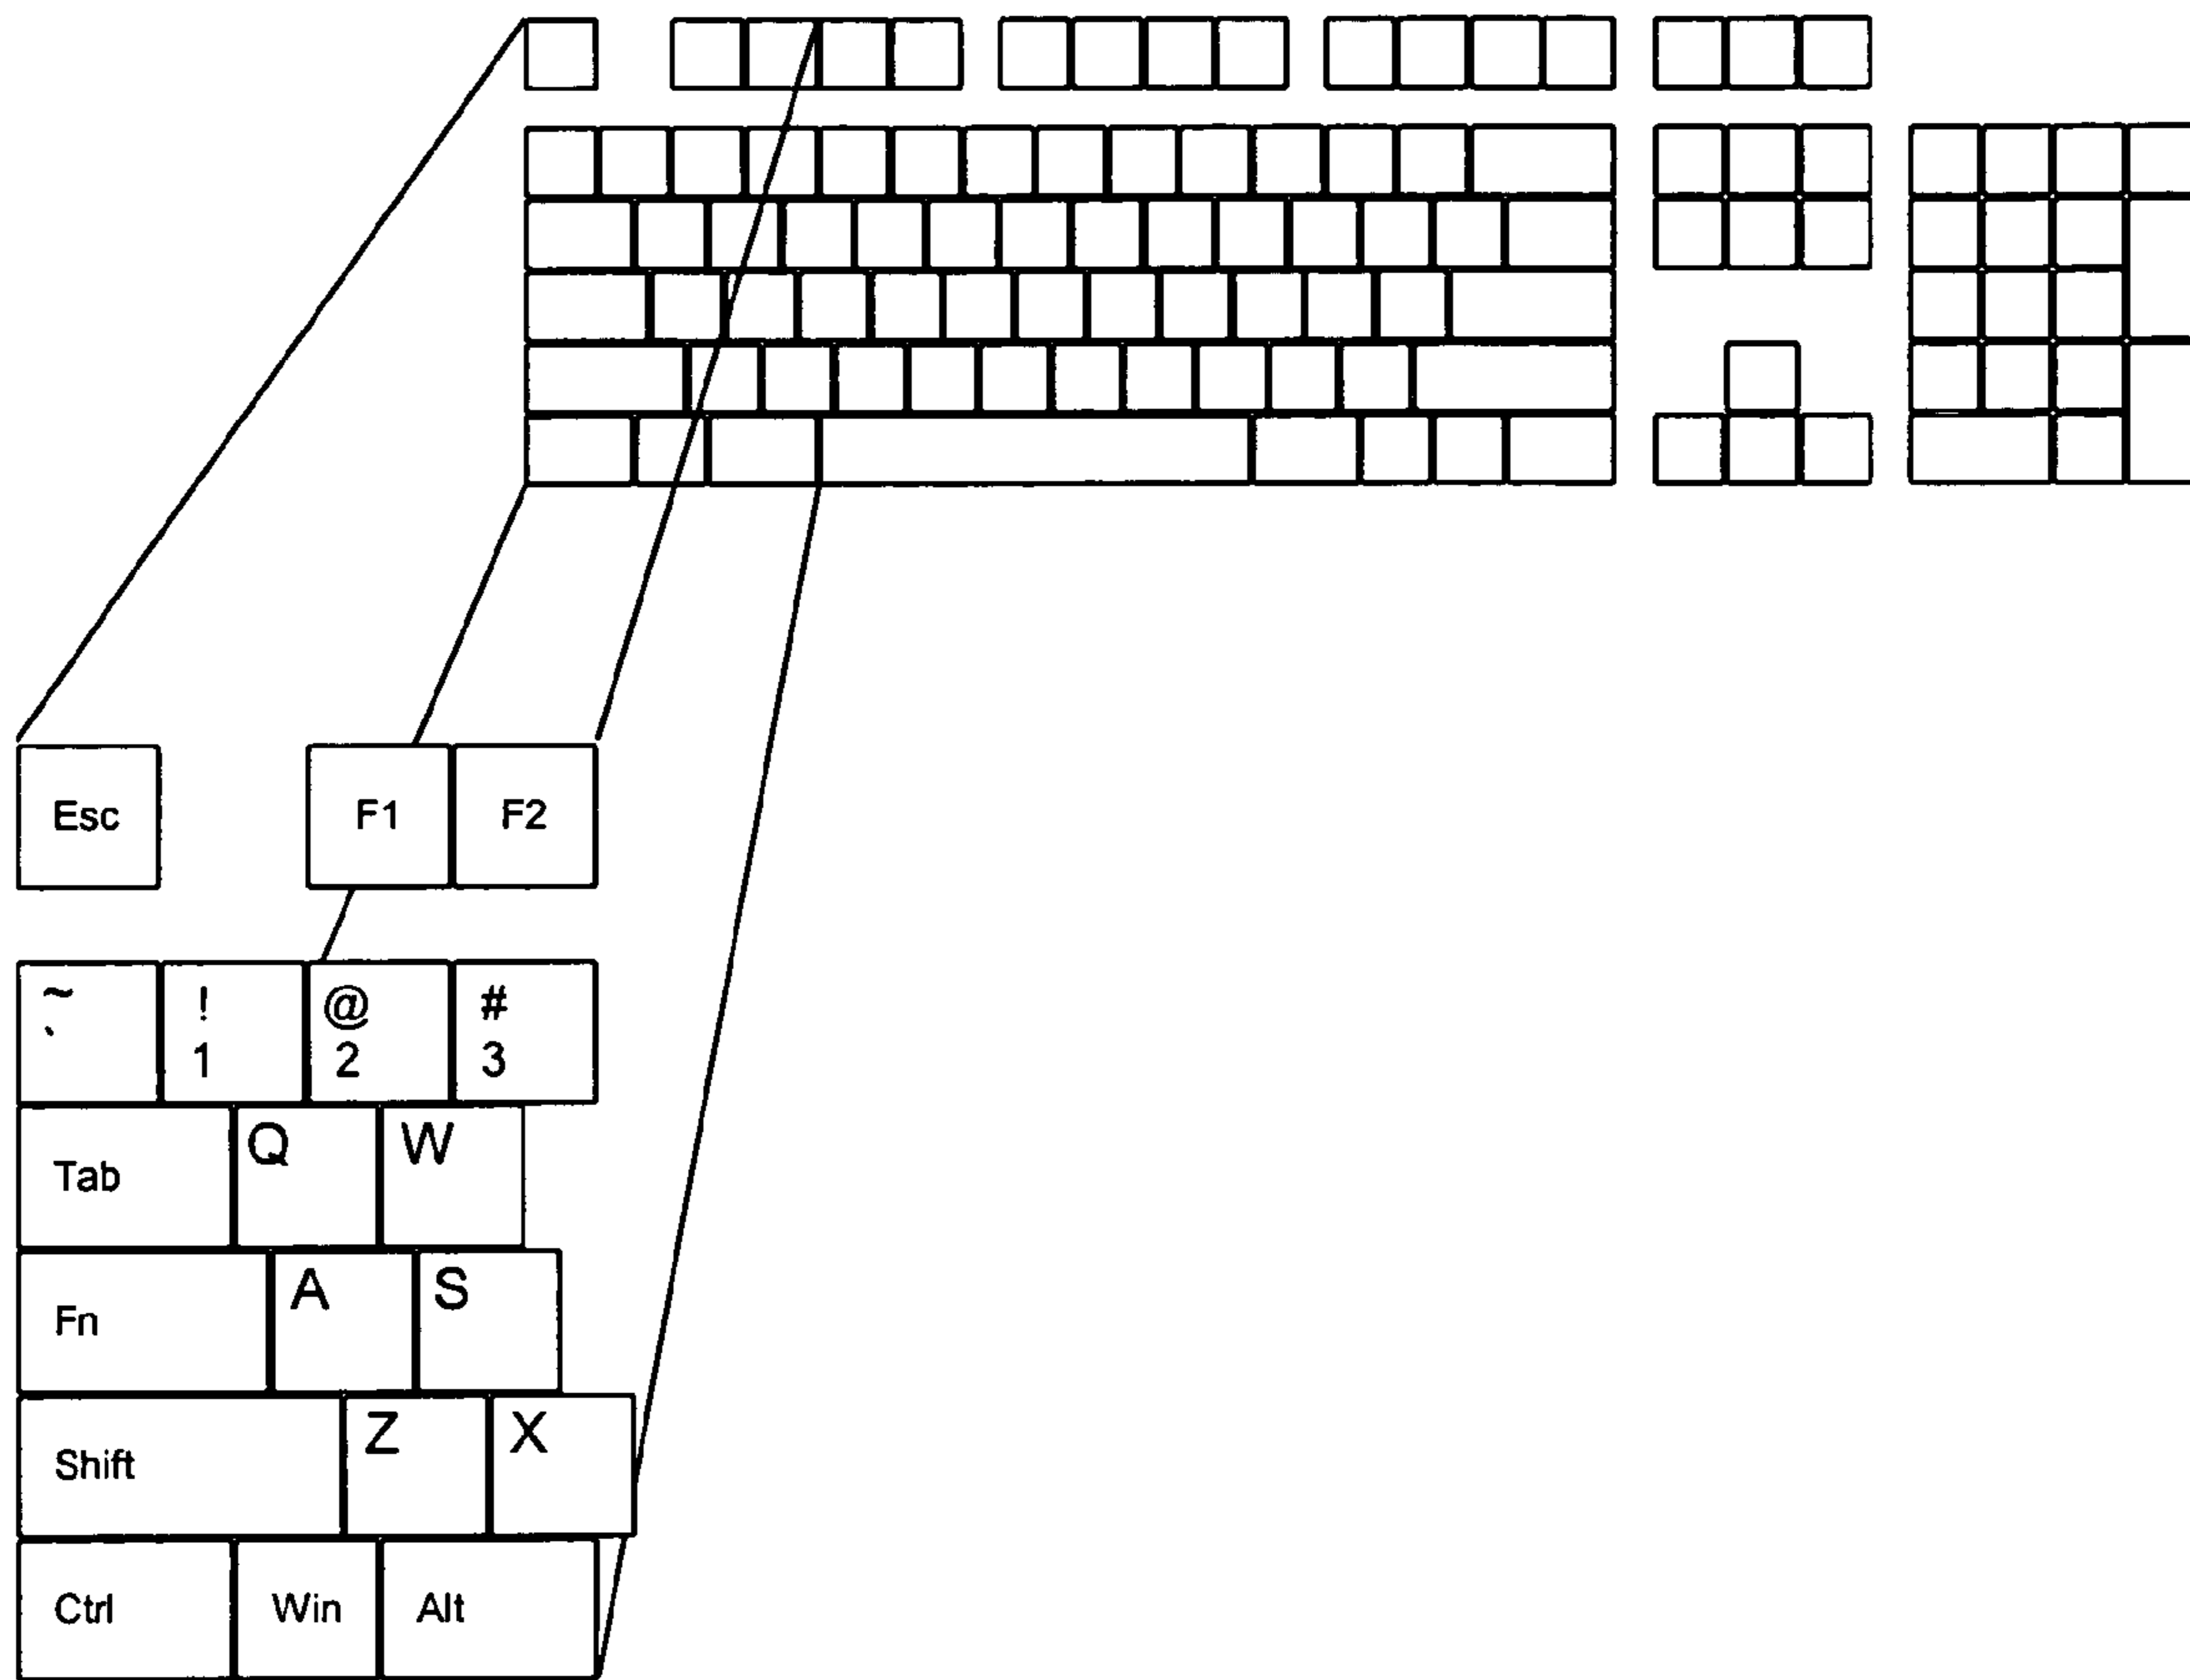 Esc F1 F2
~ ! @ #
` 1 2 3
Tab Q W
Fn A S
Shift Z X
Ctrl Win Alt